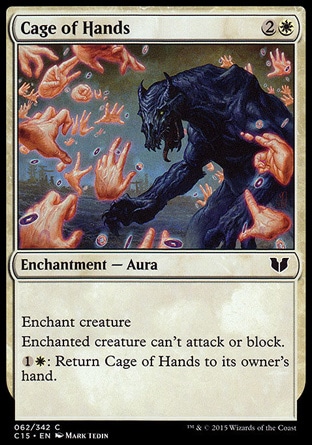 Cage of Hands 2
Enchantment — Aura
Enchant creature
Enchanted creature can't attack or block.
1: Return Cage of Hands to its owner's
hand.
062/342 C
C15 • EN Mark Tedin
™ & © 2015 Wizards of the Coast